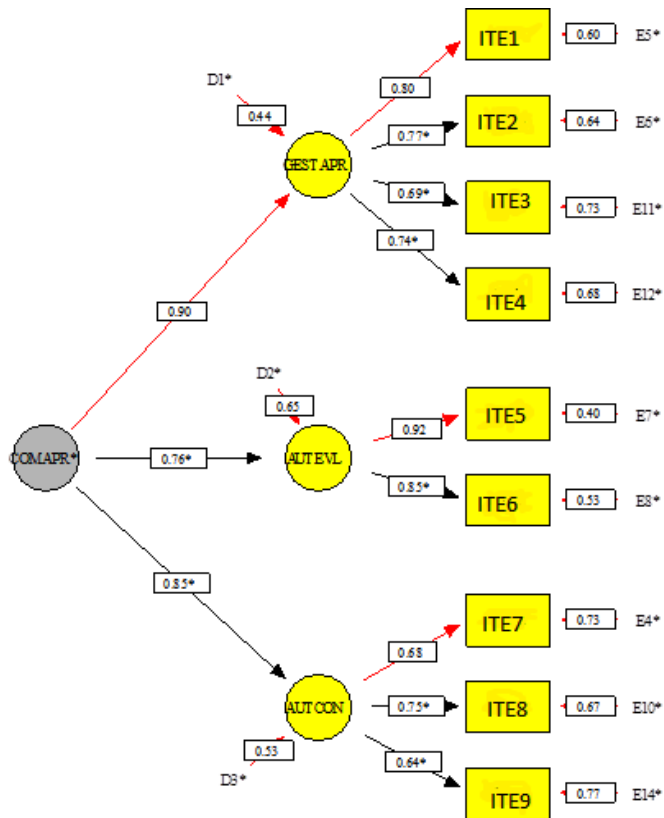 ITE1
0.60
E5*
D1*
0.80
0.44
ITE2
0.64
E5*
0.77*
GEST APR
0.69*
ITE3
0.73
E11*
0.74*
ITE4
0.68
E12*
0.90
D2*
0.65
ITE5
0.40
E7*
0.92
COMAPR*
0.76*
AUT EVL
0.85*
ITE6
0.53
E8*
0.85*
ITE7
0.73
E4*
0.68
AUT CON
0.75*
ITE8
0.67
E10*
0.53
0.64*
D3*
ITE9
0.77
E14*